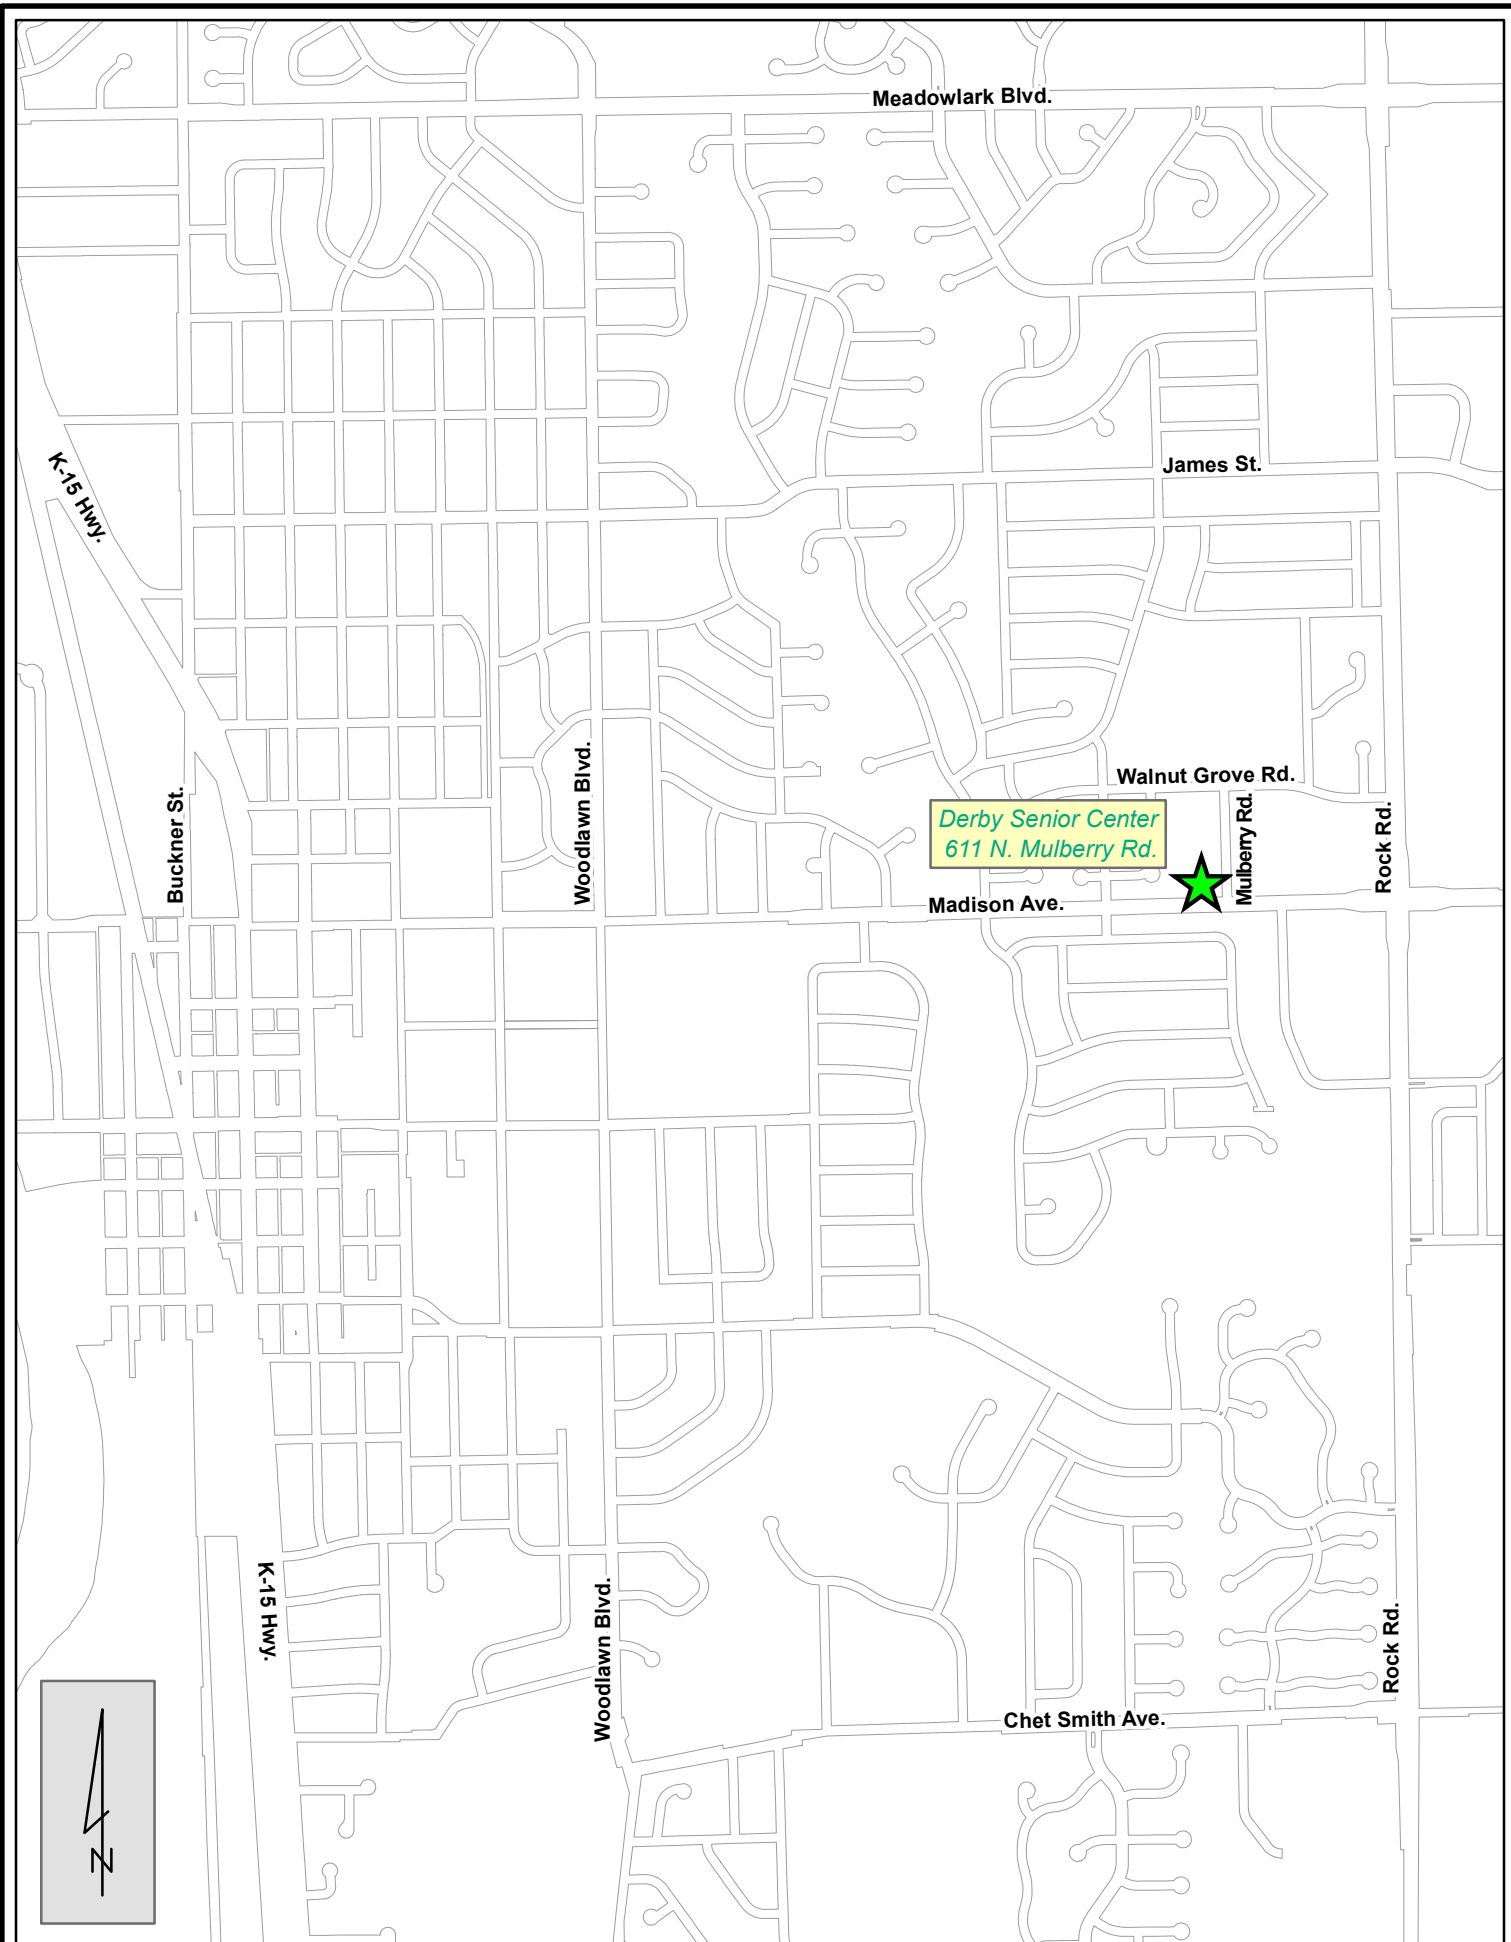 Meadowlark Blvd.
K-15 Hwy.
James St.
Walnut Grove Rd.
Woodlawn Blvd.
Buckner St.
Derby Senior Center
611 N. Mulberry Rd.
Mulberry Rd.
Rock Rd.
Madison Ave.
K-15 Hwy.
Woodlawn Blvd.
Rock Rd.
Chet Smith Ave.
N